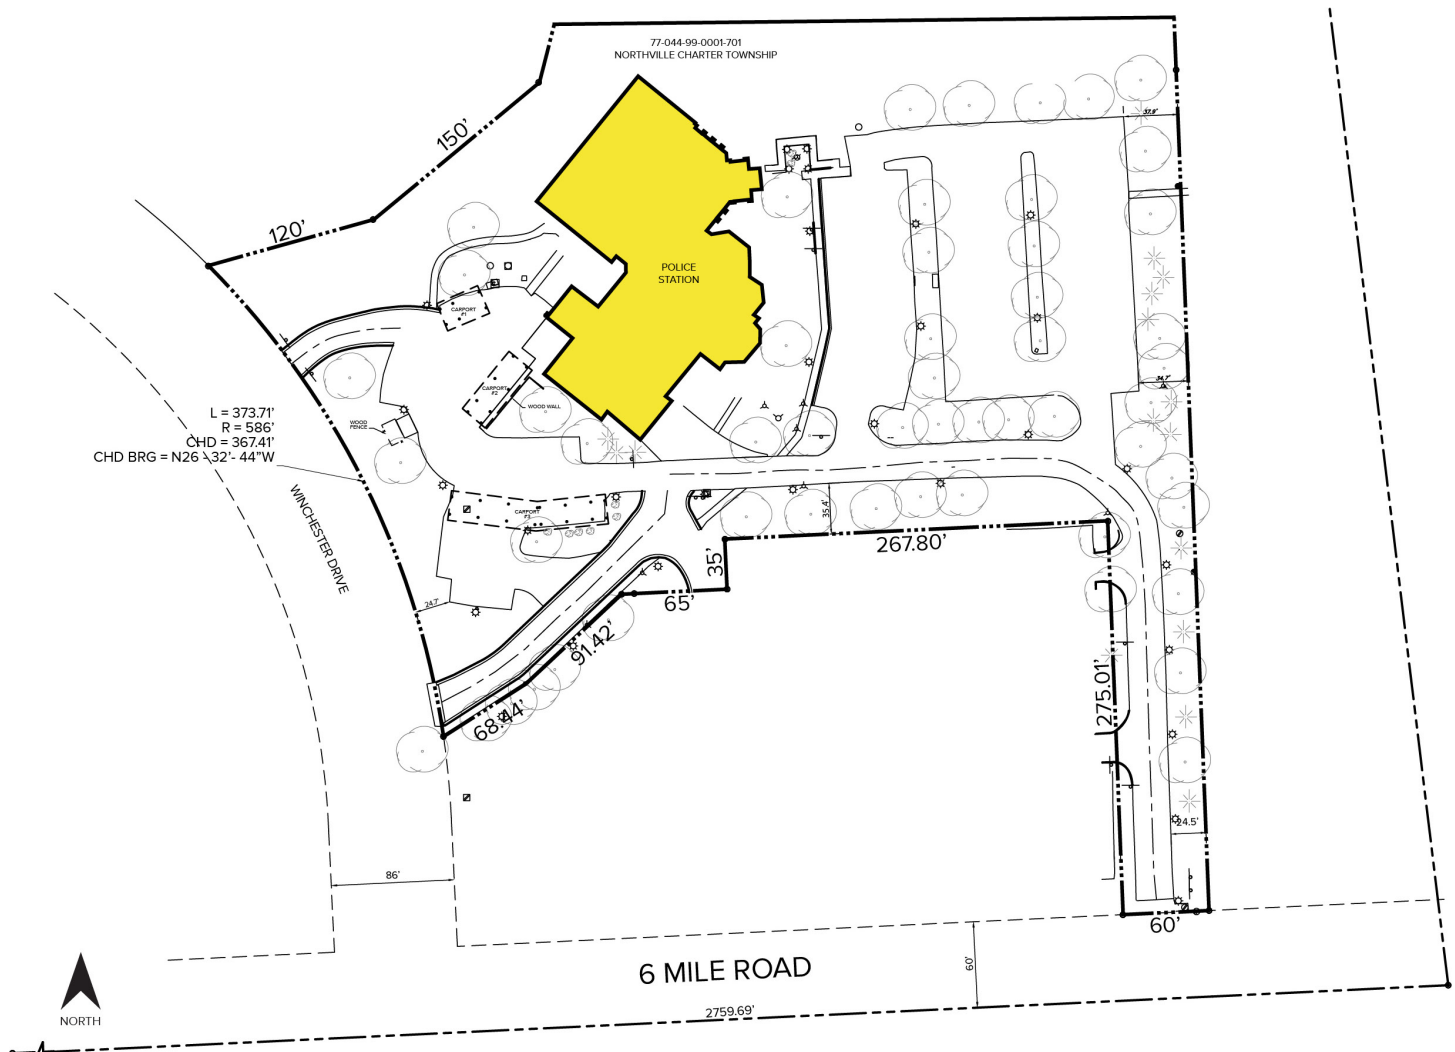 77-044-99-0001-701
NORTHVILLE CHARTER TOWNSHIP
37.9'
150'
120'
POLICE
STATION
CARPORT
#1
34.7'
CARPORT
#2
WOOD WALL
L = 373.71'
R = 586'
CHD = 367.41'
CHD BRG = N26 - 32'- 44"W
WOOD
FENCE
WINCHESTER DRIVE
CARPORT
#3
35.4'
267.80'
35'
65'
24.7'
91.42'
68.44'
275.01'
24.5'
86'
60'
6 MILE ROAD
60'
2759.69'
NORTH